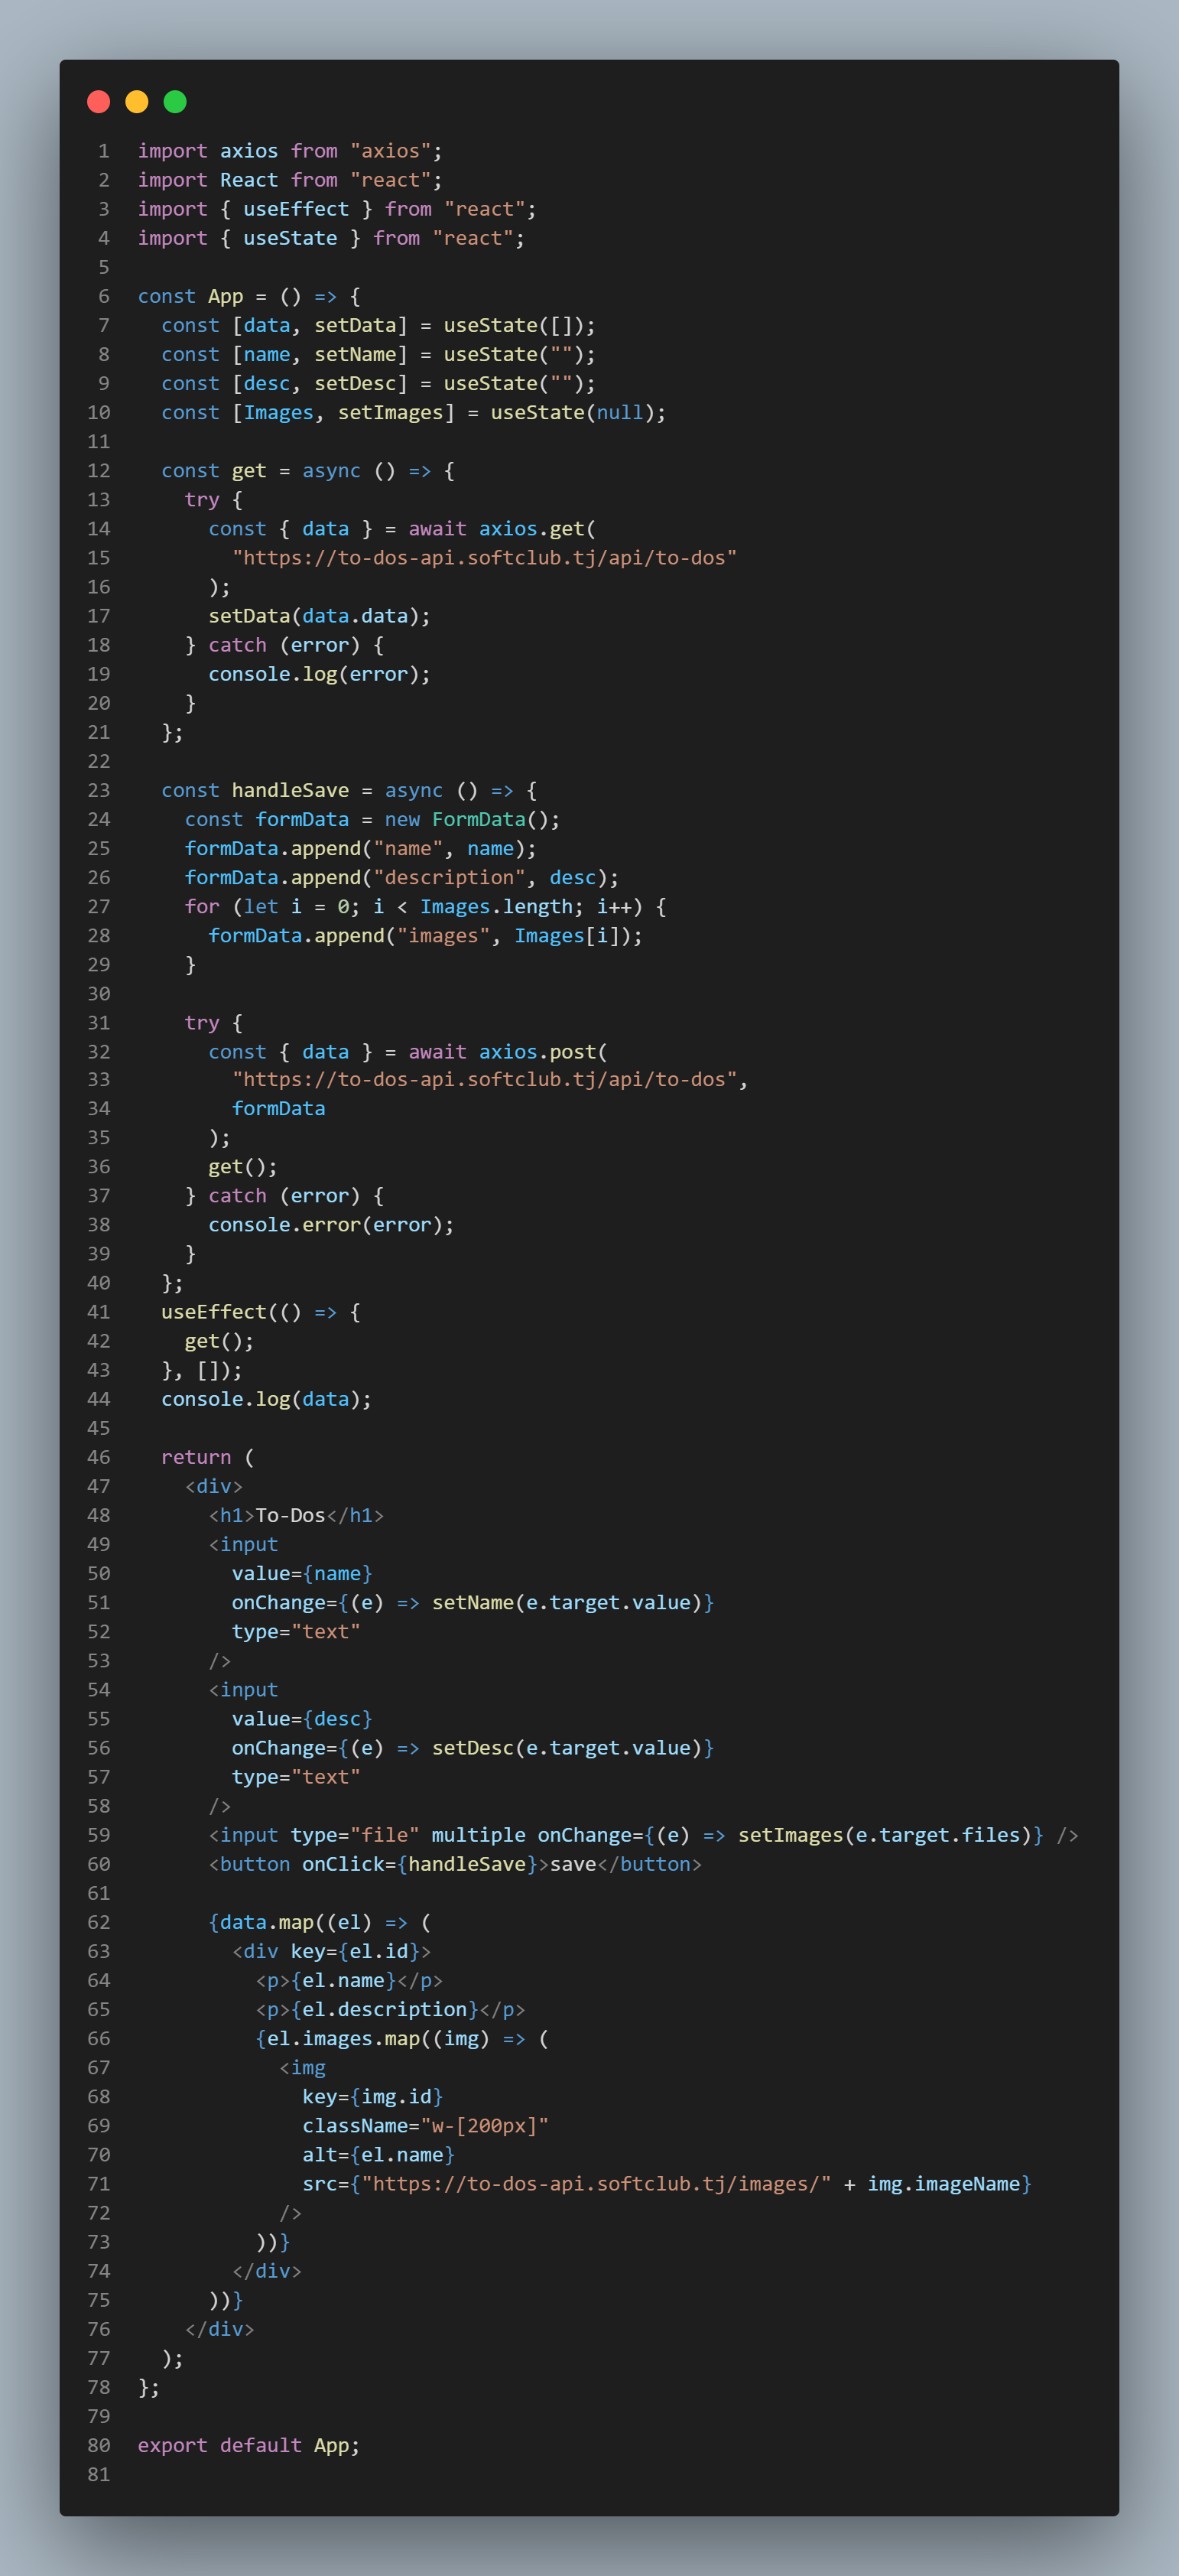 1 import axios from "axios";
2 import React from "react";
3 import { useEffect } from "react";
4 import { useState } from "react";
5
6 const App = () => {
7   const [data, setData] = useState([]);
8   const [name, setName] = useState("");
9   const [desc, setDesc] = useState("");
10   const [Images, setImages] = useState(null);
11
12   const get = async () => {
13     try {
14       const { data } = await axios.get(
15         "https://to-dos-api.softclub.tj/api/to-dos"
16       );
17       setData(data.data);
18     } catch (error) {
19       console.log(error);
20     }
21   };
22
23   const handleSave = async () => {
24     const formData = new FormData();
25     formData.append("name", name);
26     formData.append("description", desc);
27     for (let i = 0; i < Images.length; i++) {
28       formData.append("images", Images[i]);
29     }
30
31     try {
32       const { data } = await axios.post(
33         "https://to-dos-api.softclub.tj/api/to-dos",
34         formData
35       );
36       get();
37     } catch (error) {
38       console.error(error);
39     }
40   };
41   useEffect(() => {
42     get();
43   }, []);
44   console.log(data);
45
46   return (
47     <div>
48       <h1>To-Dos</h1>
49       <input
50         value={name}
51         onChange={(e) => setName(e.target.value)}
52         type="text"
53       />
54       <input
55         value={desc}
56         onChange={(e) => setDesc(e.target.value)}
57         type="text"
58       />
59       <input type="file" multiple onChange={(e) => setImages(e.target.files)} />
60       <button onClick={handleSave}>save</button>
61
62       {data.map((el) => (
63         <div key={el.id}>
64           <p>{el.name}</p>
65           <p>{el.description}</p>
66           {el.images.map((img) => (
67             <img
68               key={img.id}
69               className="w-[200px]"
70               alt={el.name}
71               src={"https://to-dos-api.softclub.tj/images/" + img.imageName}
72             />
73           ))}
74         </div>
75       ))}
76     </div>
77   );
78 };
79
80 export default App;
81